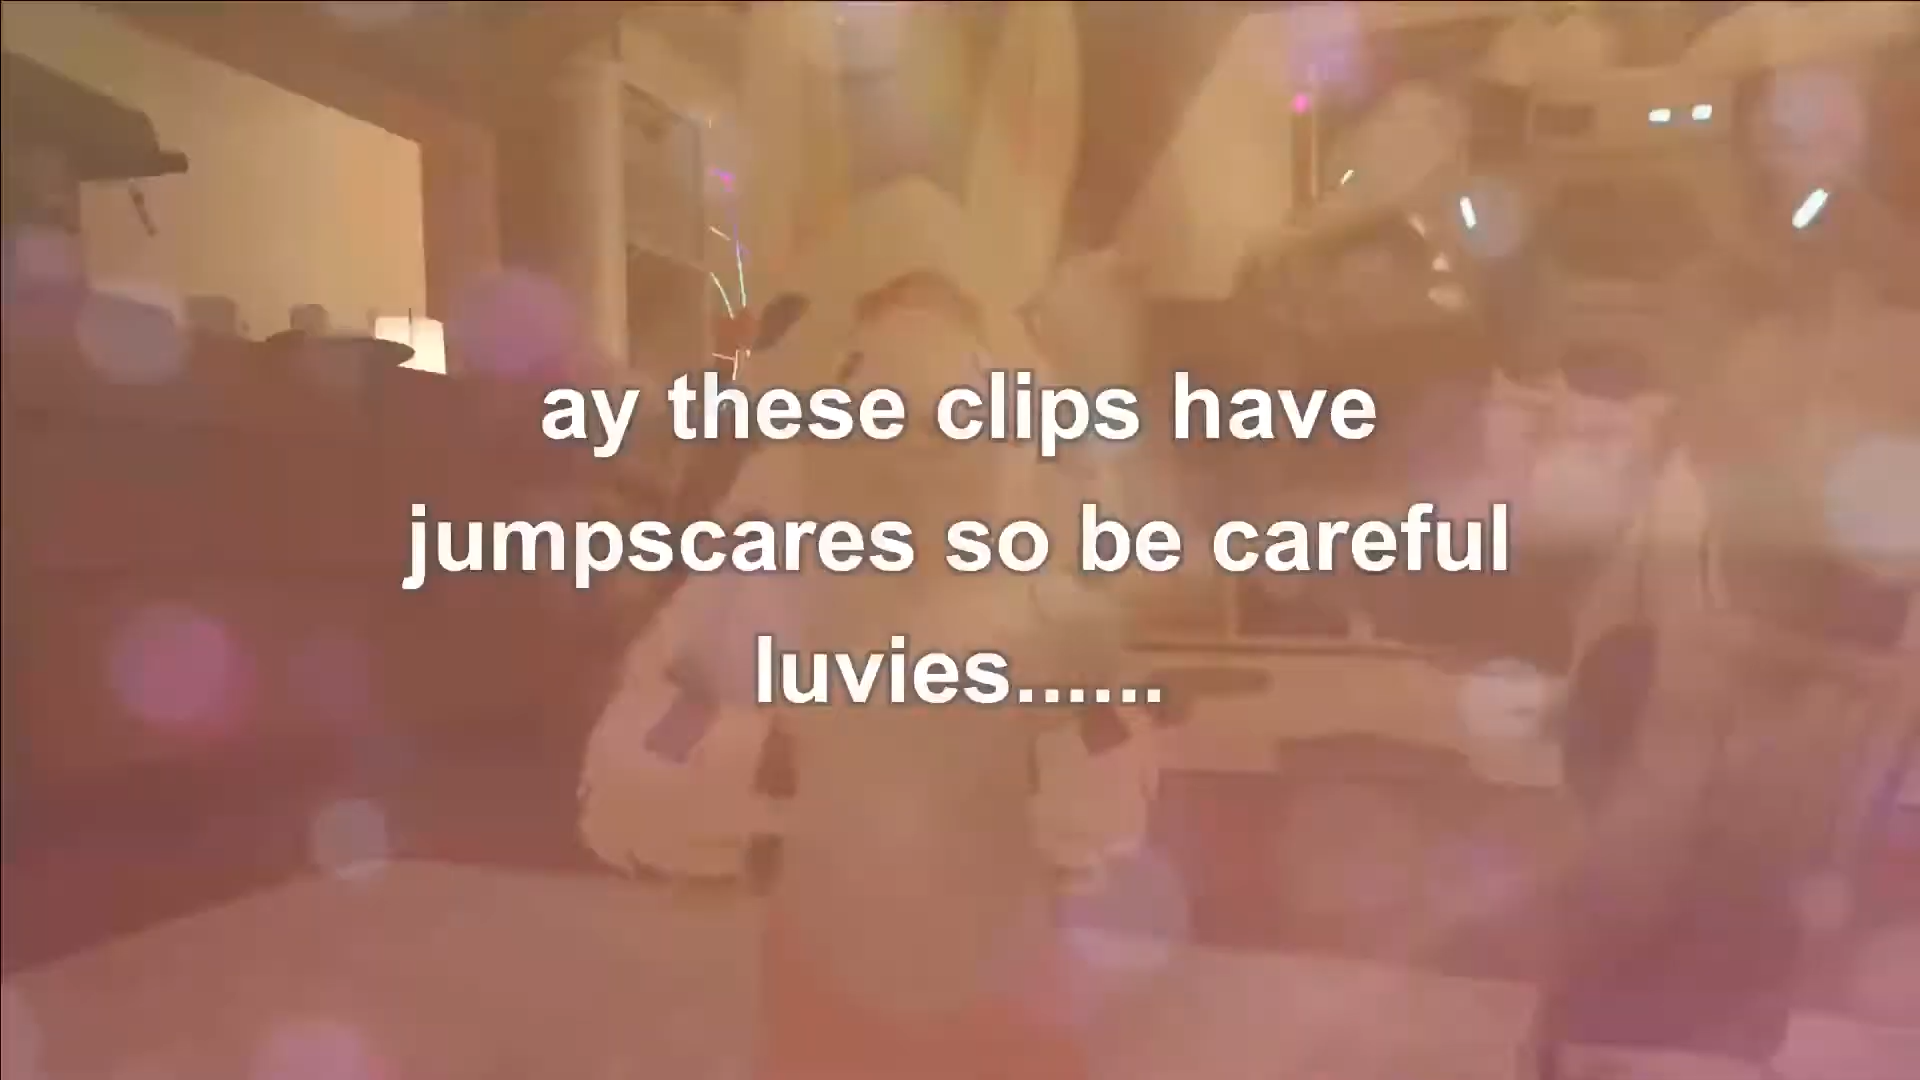 ay these clips have
jumpscares so be careful
luvies......